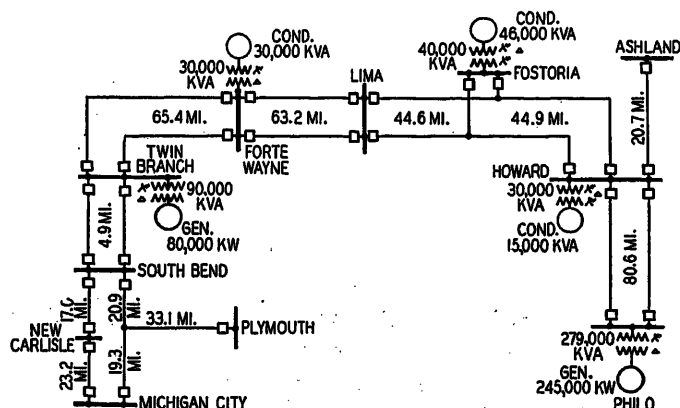 COND.
30,000 KVA
30,000
KVA
COND.
46,000 KVA
40,000
KVA
FOSTORIA
ASHLAND
LIMA
65.4 MI.
63.2 MI.
44.6 MI.
44.9 MI.
20.7 MI.
TWIN
BRANCH
FORTE
WAYNE
HOWARD
90,000
KVA
30,000
KVA
4.9 MI.
GEN.
80,000 KW
COND.
15,000 KVA
80.6 MI.
SOUTH BEND
MI.
20.9
MI.
33.1 MI.
PLYMOUTH
NEW
CARLISLE
23.2
MI.
19.3
MI.
279,000
KVA
GEN.
245,000 KW
MICHIGAN CITY
PHILO